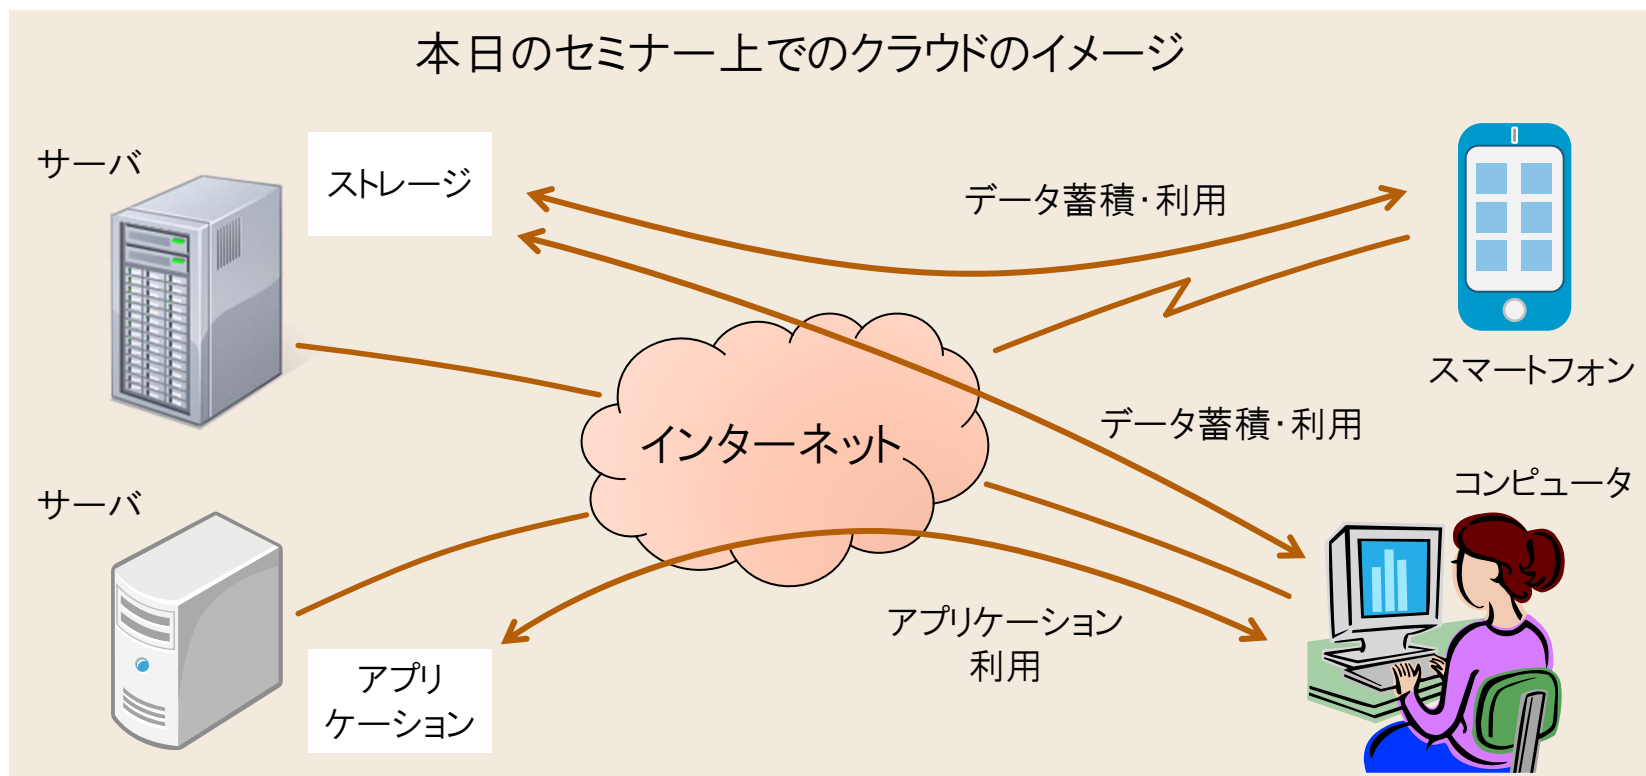 本日のセミナー上でのクラウドのイメージ
サーバ
ストレージ
データ蓄積・利用
スマートフォン
インターネット
データ蓄積・利用
コンピュータ
サーバ
アプリケーション
利用
アプリ
ケーション